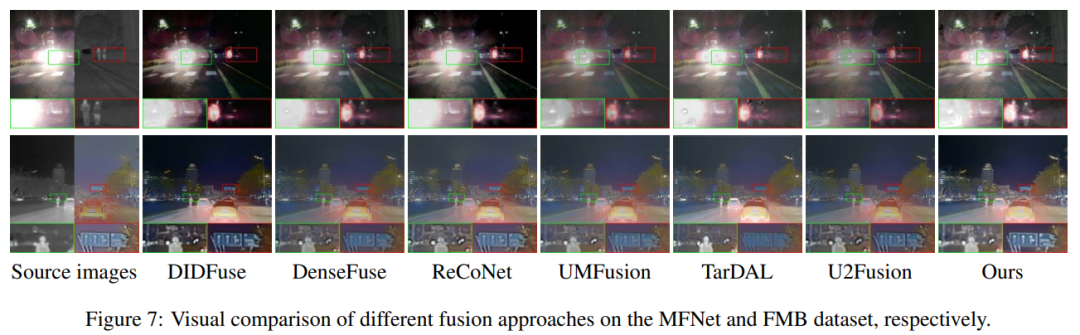 Source images DIDFuse DenseFuse ReCoNet UMFusion TarDAL U2Fusion Ours
Figure 7: Visual comparison of different fusion approaches on the MFNet and FMB dataset, respectively.